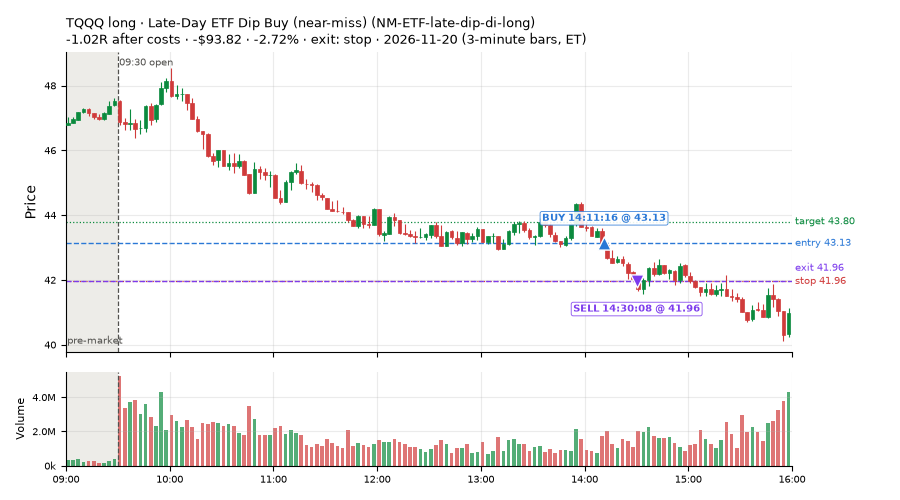 TQQQ long · Late-Day ETF Dip Buy (near-miss) (NM-ETF-late-dip-di-long)
-1.02R after costs · -$93.82 · -2.72% · exit: stop · 2026-11-20 (3-minute bars, ET)
09:30 open
48
46
44
42
40
Price
BUY 14:11:16 @ 43.13
target 43.80
entry 43.13
exit 41.96
stop 41.96
SELL 14:30:08 @ 41.96
pre-market
4.0M
2.0M
0k
Volume
09:00
10:00
11:00
12:00
13:00
14:00
15:00
16:00